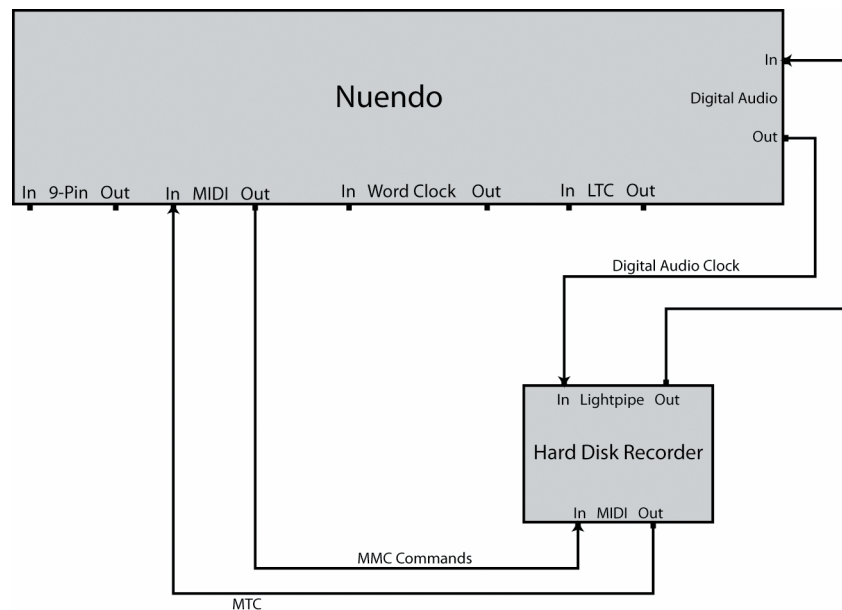 In
Nuendo
Digital Audio
Out
In 9-Pin Out In MIDI Out In Word Clock Out In LTC Out
Digital Audio Clock
In Lightpipe Out
Hard Disk Recorder
In MIDI Out
MMC Commands
MTC